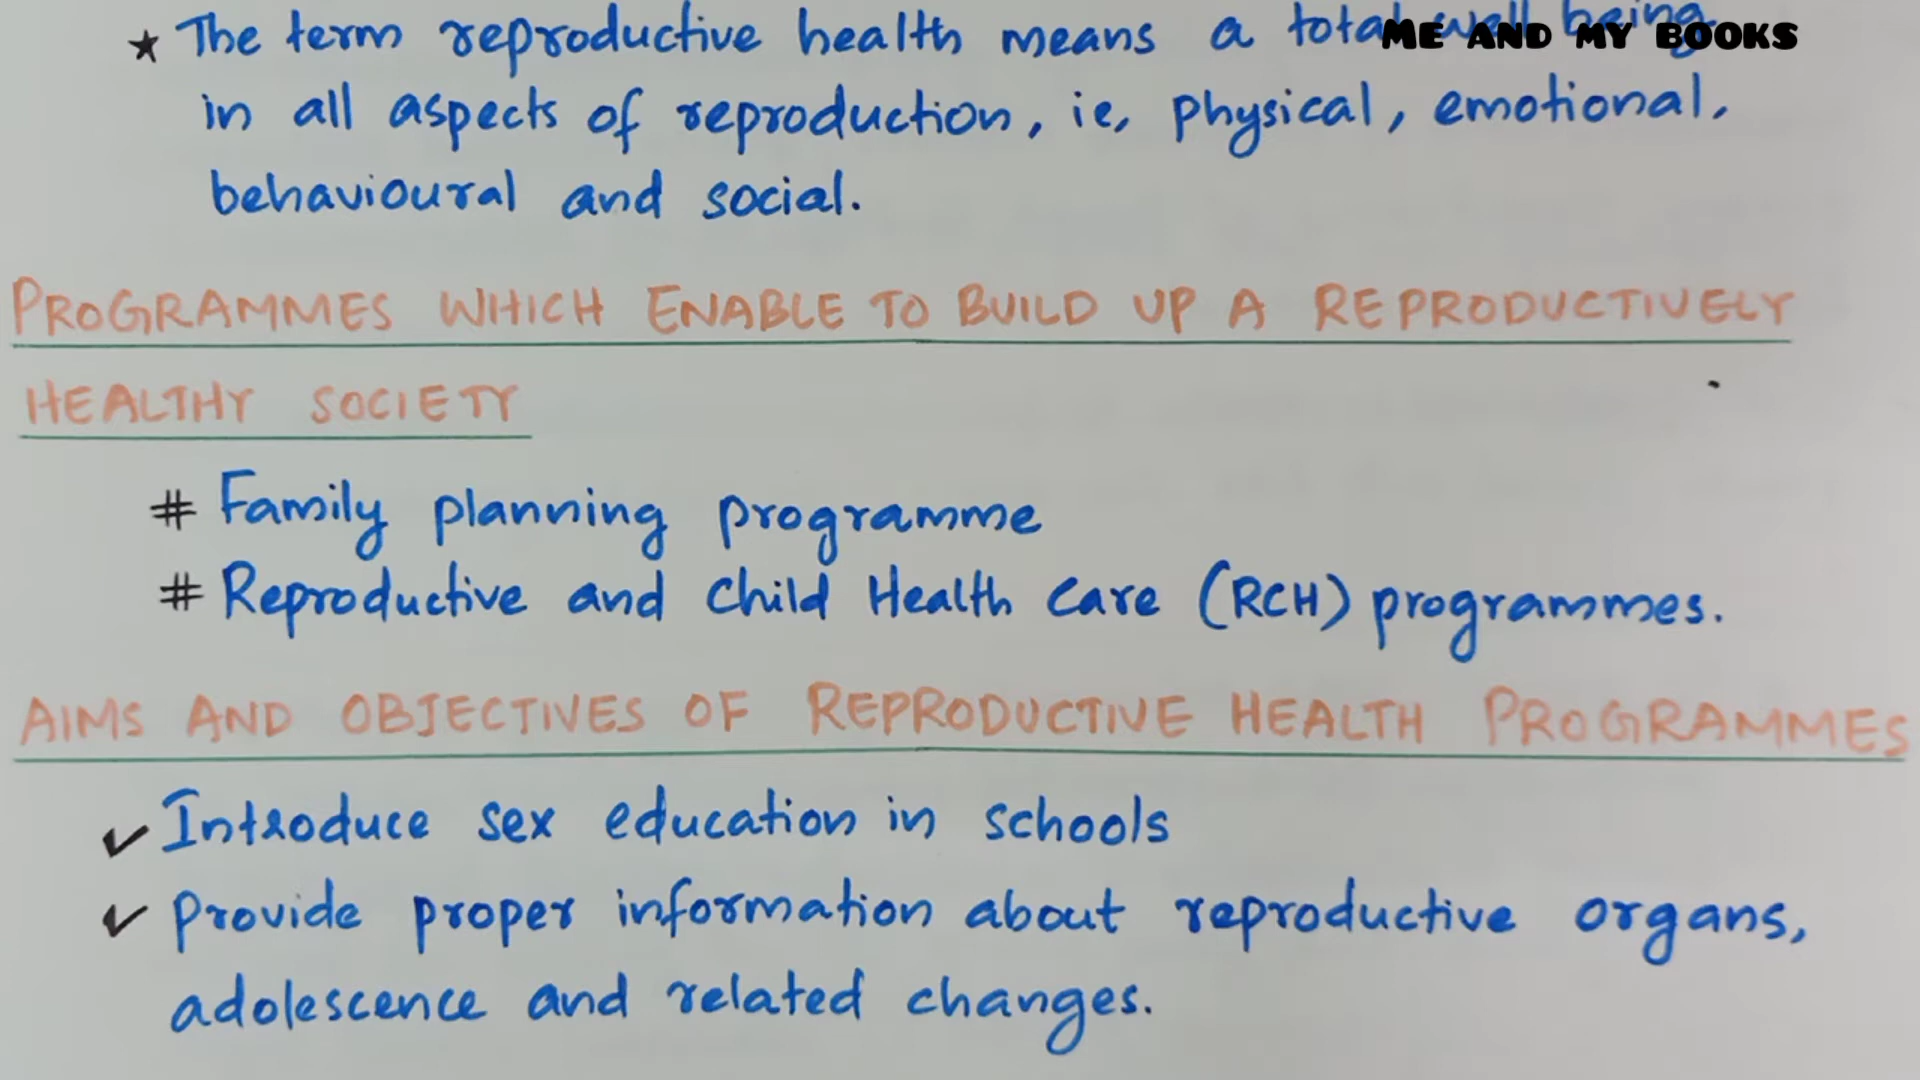 ★ The term reproductive health means a total well being
ME AND MY BOOKS
in all aspects of reproduction, ie, physical, emotional,
behavioural and social.
PROGRAMMES WHICH ENABLE TO BUILD UP A REPRODUCTIVELY
HEALTHY SOCIETY
# Family planning programme
# Reproductive and Child Health Care (RCH) programmes.
AIMS AND OBJECTIVES OF REPRODUCTIVE HEALTH PROGRAMMES
✓ Introduce sex education in schools
✓ Provide proper information about reproductive organs,
adolescence and related changes.